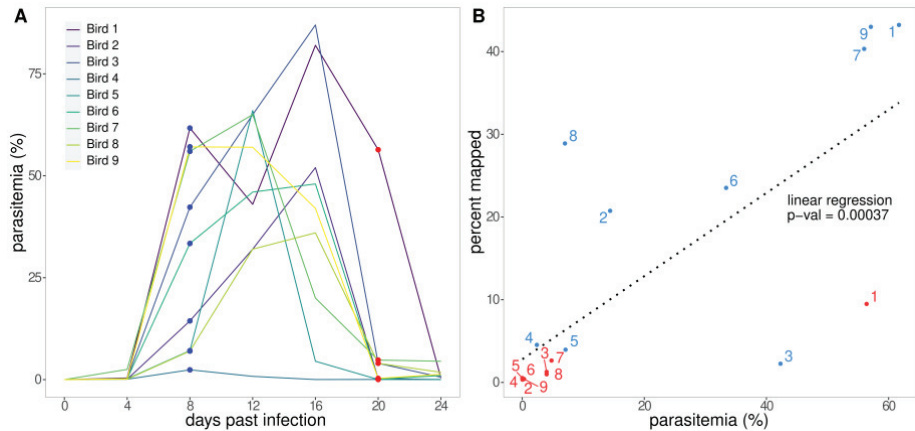 A
Bird 1
Bird 2
Bird 3
Bird 4
Bird 5
Bird 6
Bird 7
Bird 8
Bird 9
parasitemia (%)
75
50
25
0
0 4 8 12 16 20 24
days past infection
B
percent mapped
40
30
20
10
0
9 1
7
8
6
2
linear regression
p-val = 0.00037
1
4 5
3
5 6 3 7
4 2 9 8
0 20 40 60
parasitemia (%)